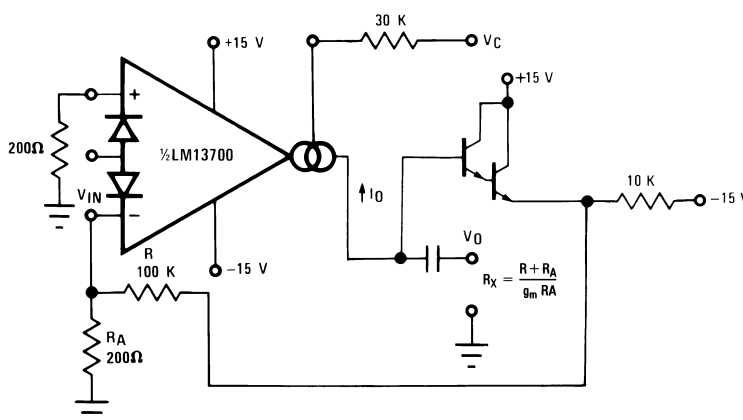 30 K
VC
+15 V
+15 V
+
200Ω
½LM13700
VIN
-
IO
10 K
-15 V
VO
R
100 K
-15 V
RX = R + RA / gm RA
RA
200Ω